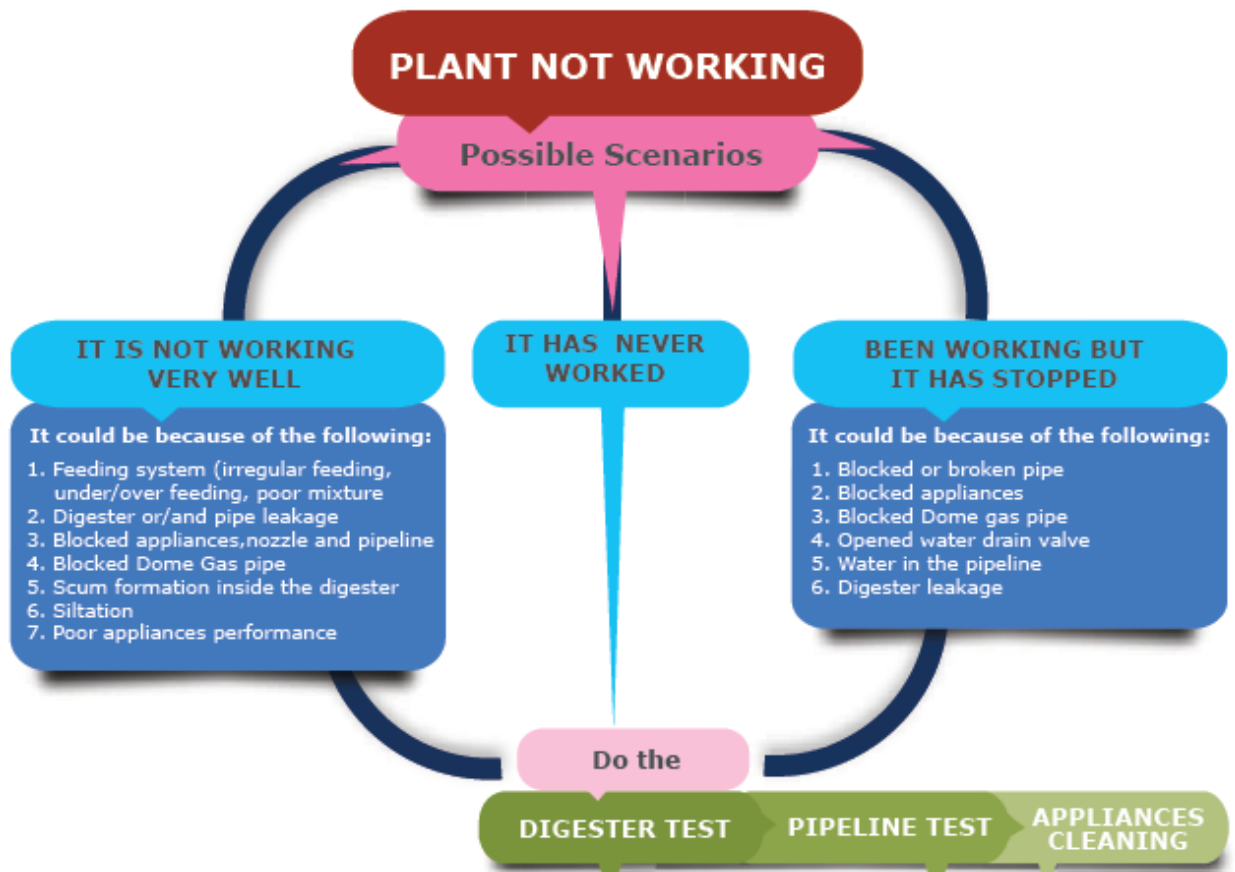 PLANT NOT WORKING
Possible Scenarios
IT IS NOT WORKING
VERY WELL
It could be because of the following:
1. Feeding system (irregular feeding,
under/over feeding, poor mixture
2. Digester or/and pipe leakage
3. Blocked appliances,nozzle and pipeline
4. Blocked Dome Gas pipe
5. Scum formation inside the digester
6. Siltation
7. Poor appliances performance
IT HAS NEVER
WORKED
BEEN WORKING BUT
IT HAS STOPPED
It could be because of the following:
1. Blocked or broken pipe
2. Blocked appliances
3. Blocked Dome gas pipe
4. Opened water drain valve
5. Water in the pipeline
6. Digester leakage
Do the
DIGESTER TEST
PIPELINE TEST
APPLIANCES
CLEANING